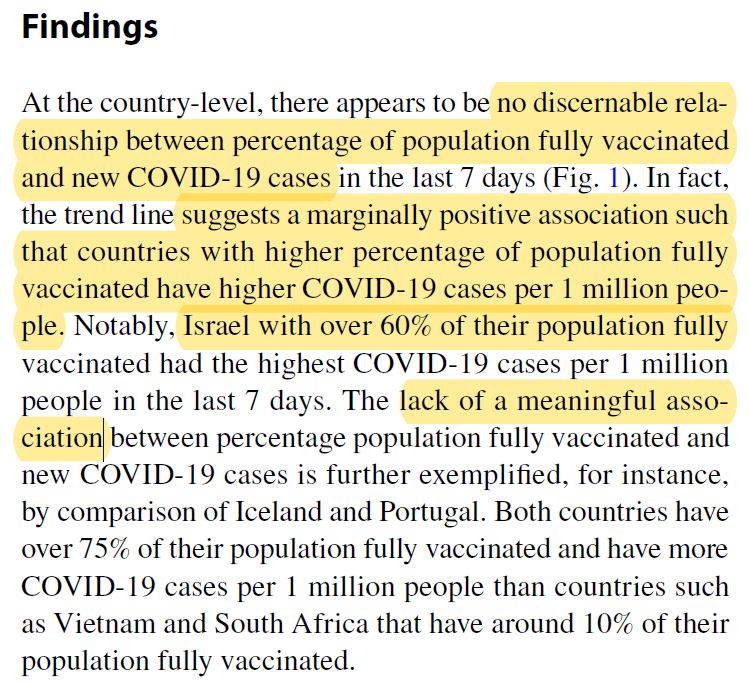 Findings
At the country-level, there appears to be no discernable rela-
tionship between percentage of population fully vaccinated
and new COVID-19 cases in the last 7 days (Fig. 1). In fact,
the trend line suggests a marginally positive association such
that countries with higher percentage of population fully
vaccinated have higher COVID-19 cases per 1 million peo-
ple. Notably, Israel with over 60% of their population fully
vaccinated had the highest COVID-19 cases per 1 million
people in the last 7 days. The lack of a meaningful asso-
ciation between percentage population fully vaccinated and
new COVID-19 cases is further exemplified, for instance,
by comparison of Iceland and Portugal. Both countries have
over 75% of their population fully vaccinated and have more
COVID-19 cases per 1 million people than countries such
as Vietnam and South Africa that have around 10% of their
population fully vaccinated.